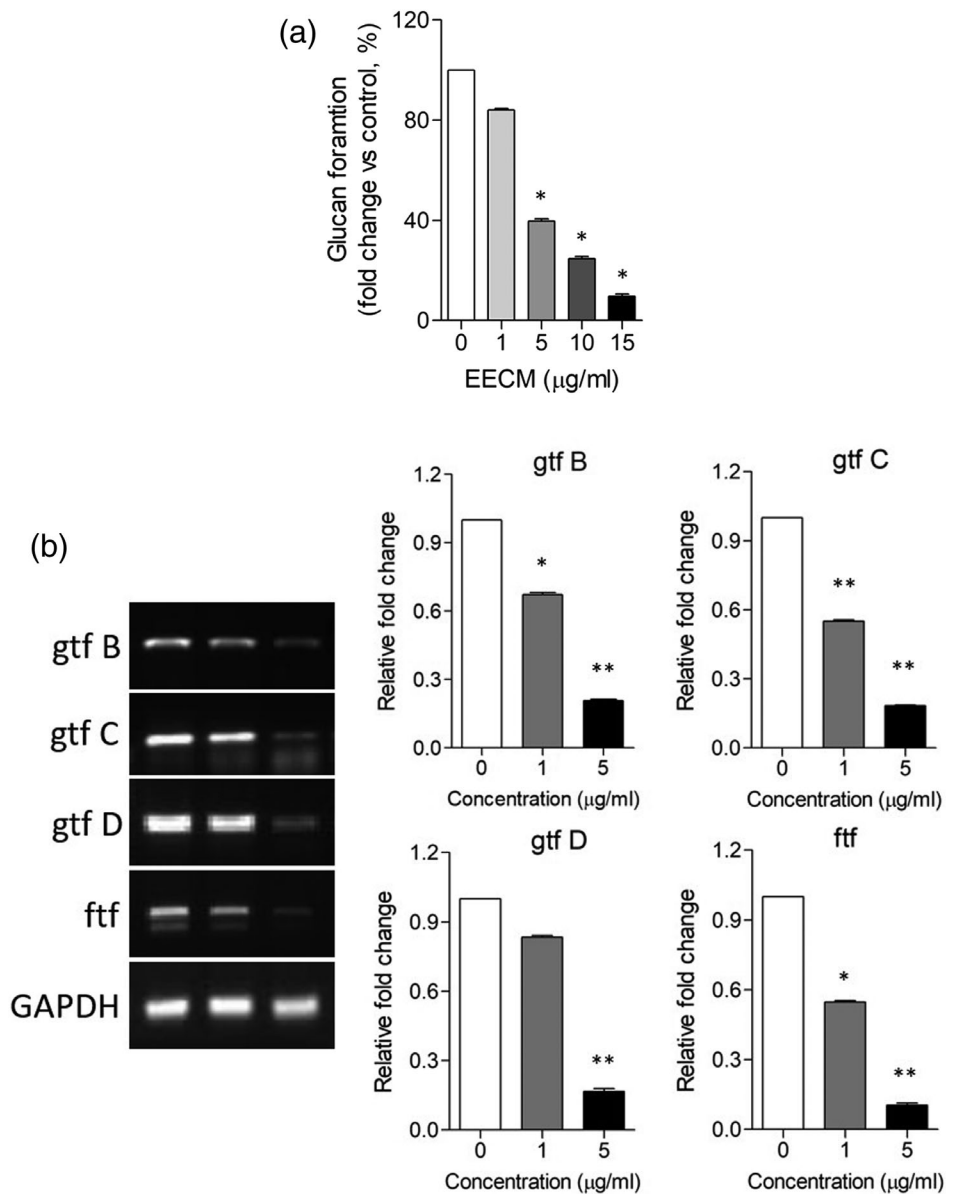 (a)
Glucan foramtion
(fold change vs control, %)
120
80
40
0
*
*
*
0 1 5 10 15
EECM (μg/ml)
(b)
gtf B
gtf C
gtf D
ftf
GAPDH
gtf B
Relative fold change
1.2
0.9
0.6
0.3
0.0
*
**
0 1 5
Concentration (μg/ml)
gtf C
Relative fold change
1.2
0.9
0.6
0.3
0.0
**
**
0 1 5
Concentration (μg/ml)
gtf D
Relative fold change
1.2
0.9
0.6
0.3
0.0
**
0 1 5
Concentration (μg/ml)
ftf
Relative fold change
1.2
0.9
0.6
0.3
0.0
*
**
0 1 5
Concentration (μg/ml)